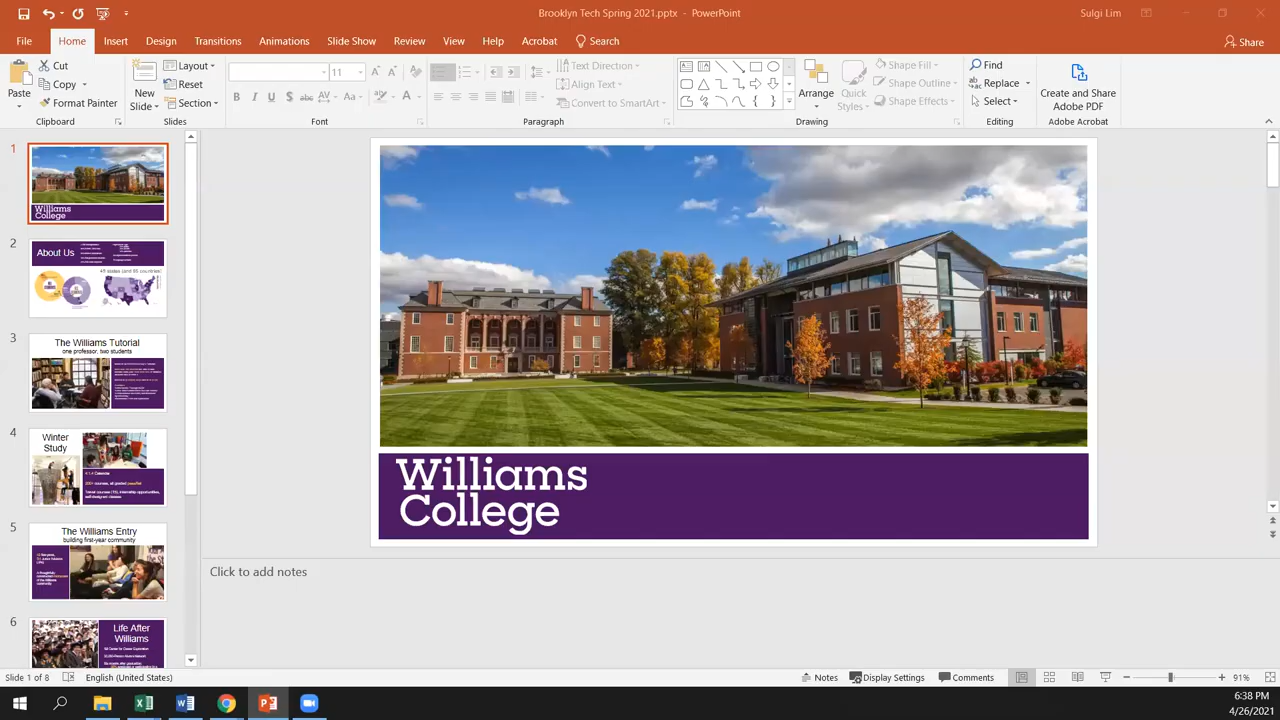 Brooklyn Tech Spring 2021.pptx - PowerPoint
Sulgi Lim
File Home Insert Design Transitions Animations Slide Show Review View Help Acrobat Search Share
Paste
Cut
Copy
Format Painter
Clipboard
New Slide
Layout
Reset
Section
Slides
11
Font
Text Direction
Align Text
Convert to SmartArt
Paragraph
Arrange
Quick Styles
Shape Fill
Shape Outline
Shape Effects
Drawing
Find
Replace
Select
Editing
Create and Share
Adobe PDF
Adobe Acrobat
1
Williams
College
2
About Us
3
The Williams Tutorial
one professor, two students
4
Winter
Study
4-1-4 Calendar
5
The Williams Entry
building first-year community
6
Life After
Williams
Williams
College
Click to add notes
Slide 1 of 8
English (United States)
Notes
Display Settings
Comments
91%
6:38 PM
4/26/2021